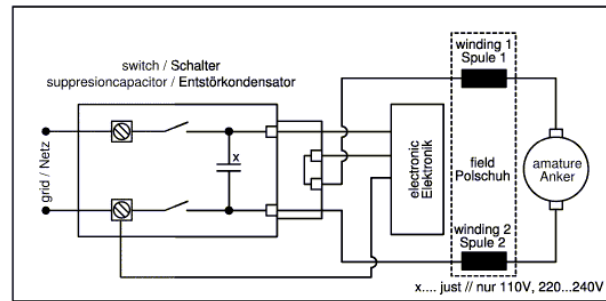 switch / Schalter
suppresioncapacitor / Entstörkondensator
grid / Netz
x
electronic
Elektronik
winding 1
Spule 1
field
Polschuh
amature
Anker
winding 2
Spule 2
x.... just // nur 110V, 220...240V